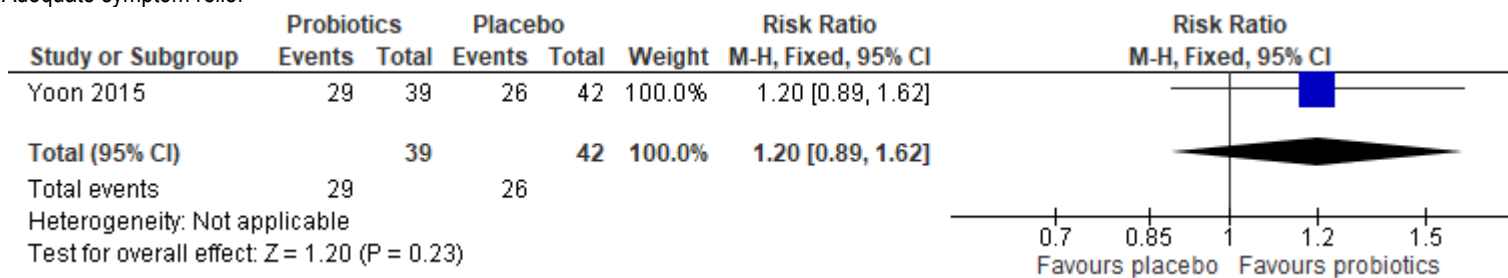 Adequate symptom relief
Probiotics Placebo Risk Ratio Risk Ratio
Study or Subgroup Events Total Events Total Weight M-H, Fixed, 95% CI M-H, Fixed, 95% CI
Yoon 2015 29 39 26 42 100.0% 1.20 [0.89, 1.62]
Total (95% CI) 39 42 100.0% 1.20 [0.89, 1.62]
Total events 29 26
Heterogeneity: Not applicable
Test for overall effect: Z = 1.20 (P = 0.23)
0.7 0.85 1 1.2 1.5
Favours placebo Favours probiotics